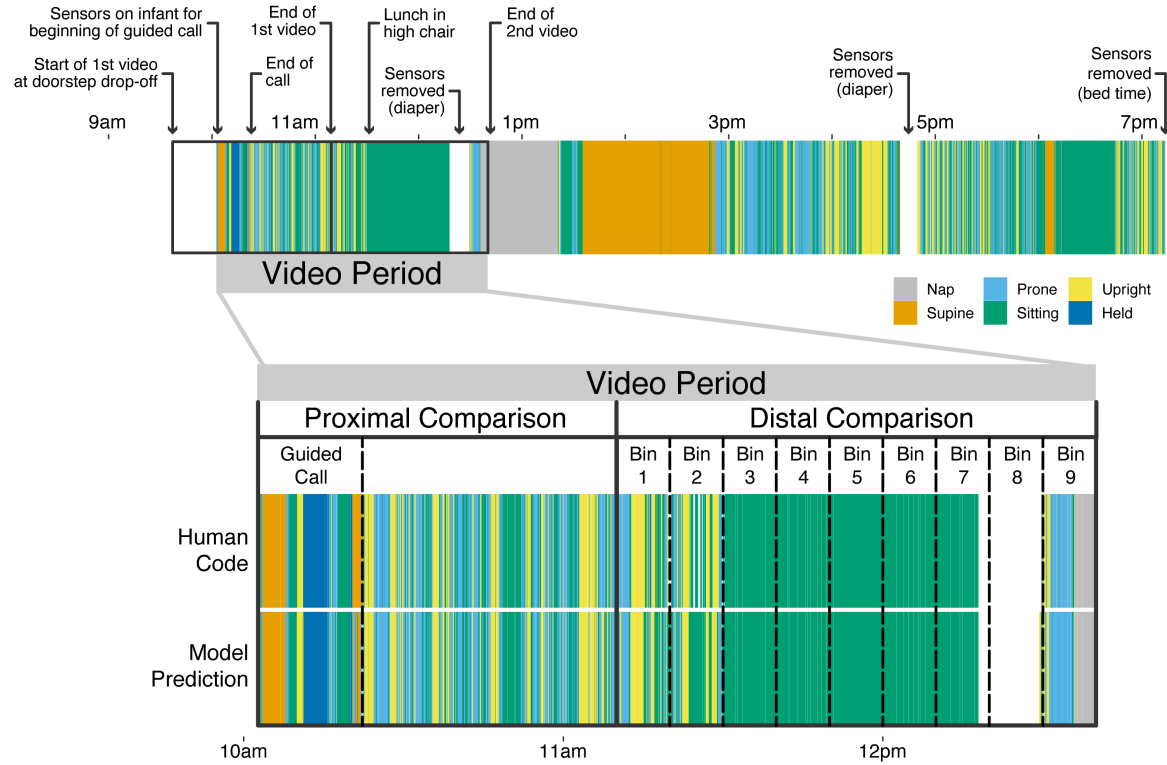 Sensors on infant for
beginning of guided call
End of
1st video
Lunch in
high chair
End of
2nd video
Start of 1st video
at doorstep drop-off
End of
call
Sensors
removed
(diaper)
Sensors
removed
(diaper)
Sensors
removed
(bed time)
9am
11am
1pm
3pm
5pm
7pm
Video Period
Nap
Prone
Upright
Supine
Sitting
Held
Video Period
Proximal Comparison
Distal Comparison
Guided
Call
Bin
1
Bin
2
Bin
3
Bin
4
Bin
5
Bin
6
Bin
7
Bin
8
Bin
9
Human
Code
Model
Prediction
10am
11am
12pm